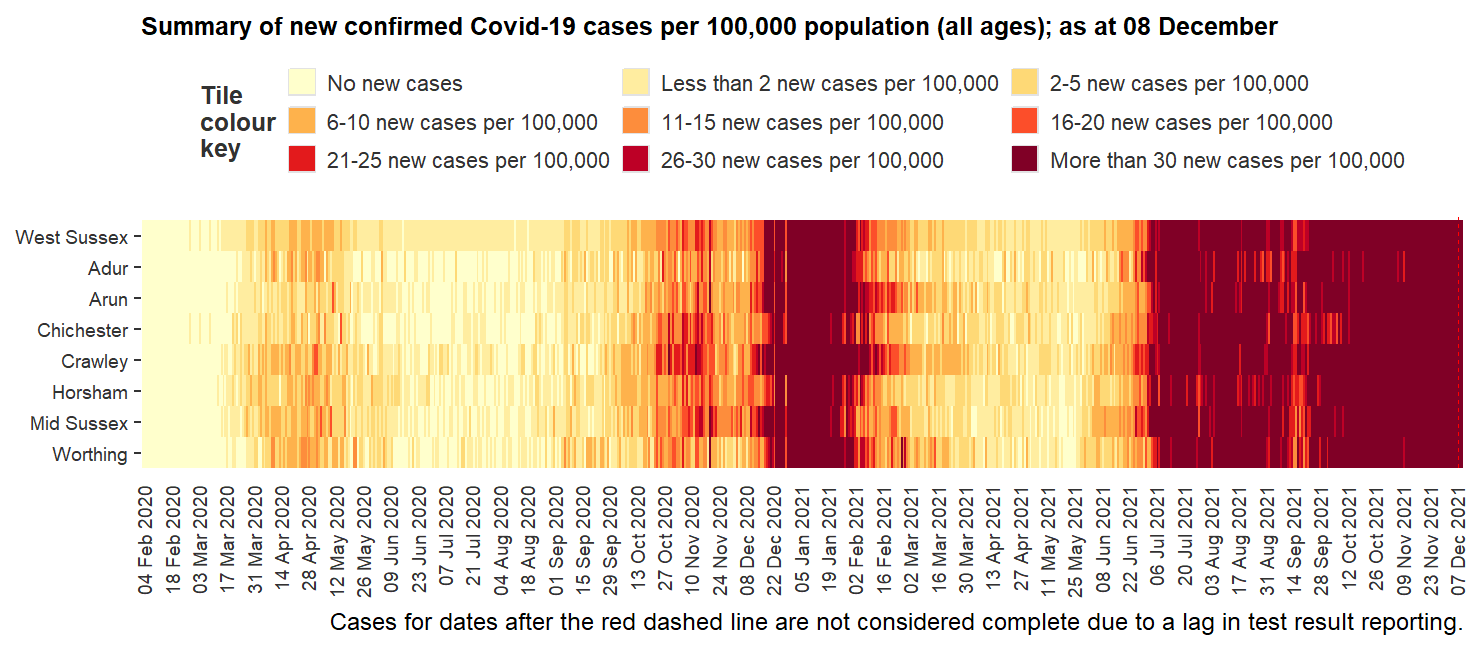 Summary of new confirmed Covid-19 cases per 100,000 population (all ages); as at 08 December
Tile
colour
key
No new cases
Less than 2 new cases per 100,000
2-5 new cases per 100,000
6-10 new cases per 100,000
11-15 new cases per 100,000
16-20 new cases per 100,000
21-25 new cases per 100,000
26-30 new cases per 100,000
More than 30 new cases per 100,000
West Sussex
Adur
Arun
Chichester
Crawley
Horsham
Mid Sussex
Worthing
04 Feb 2020
18 Feb 2020
03 Mar 2020
17 Mar 2020
31 Mar 2020
14 Apr 2020
28 Apr 2020
12 May 2020
26 May 2020
09 Jun 2020
23 Jun 2020
07 Jul 2020
21 Jul 2020
04 Aug 2020
18 Aug 2020
01 Sep 2020
15 Sep 2020
29 Sep 2020
13 Oct 2020
27 Oct 2020
10 Nov 2020
24 Nov 2020
08 Dec 2020
22 Dec 2020
05 Jan 2021
19 Jan 2021
02 Feb 2021
16 Feb 2021
02 Mar 2021
16 Mar 2021
30 Mar 2021
13 Apr 2021
27 Apr 2021
11 May 2021
25 May 2021
08 Jun 2021
22 Jun 2021
06 Jul 2021
20 Jul 2021
03 Aug 2021
17 Aug 2021
31 Aug 2021
14 Sep 2021
28 Sep 2021
12 Oct 2021
26 Oct 2021
09 Nov 2021
23 Nov 2021
07 Dec 2021
Cases for dates after the red dashed line are not considered complete due to a lag in test result reporting.